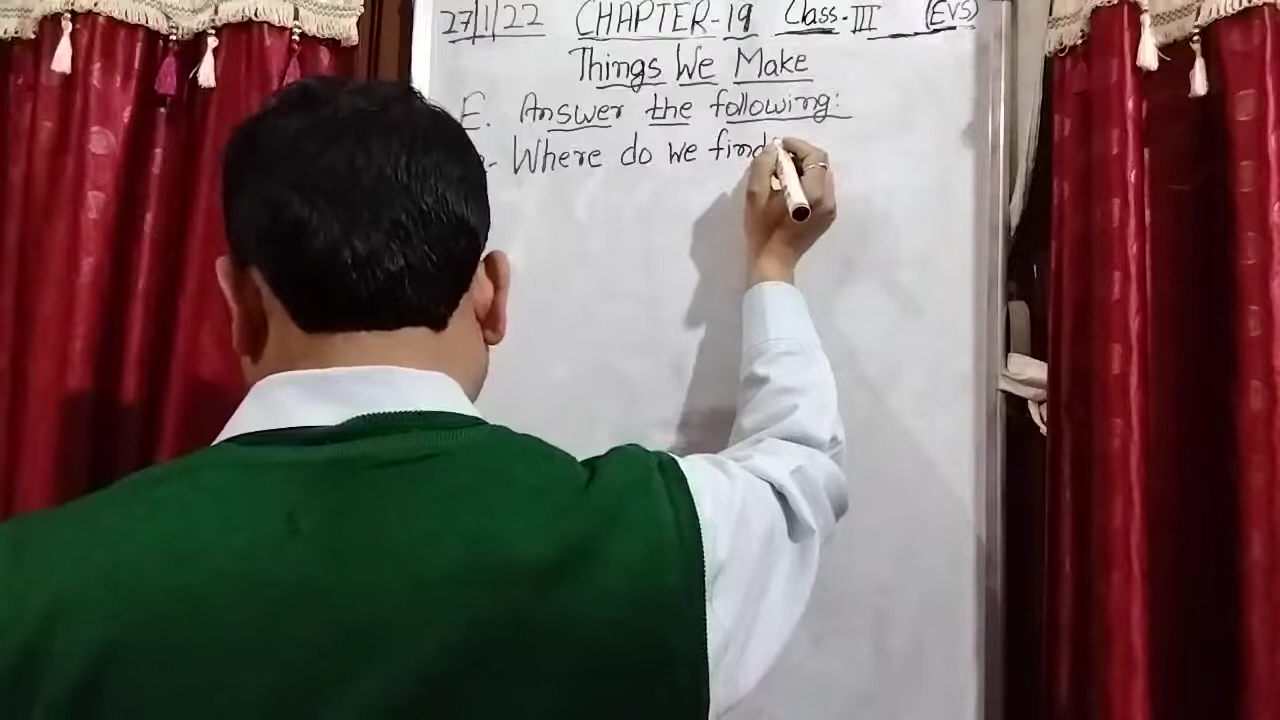 27/1/22 CHAPTER-19 Class-III (EVS)
Things We Make
E. Answer the following:
Where do we find